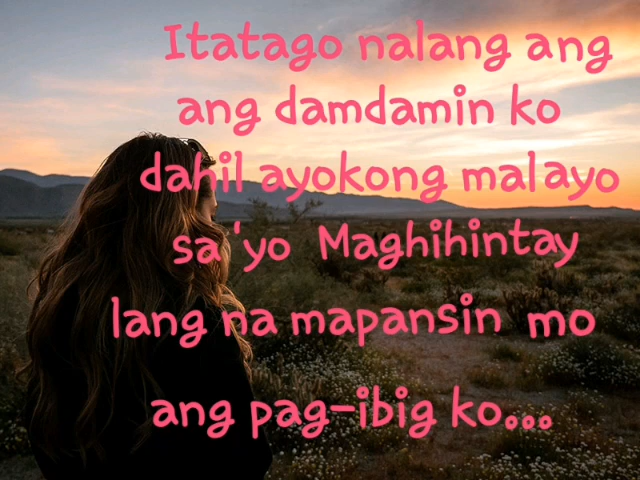 Itatago nalang ang
ang damdamin ko
dahil ayokong malayo
sa 'yo Maghihintay
lang na mapansin mo
ang pag-ibig ko...